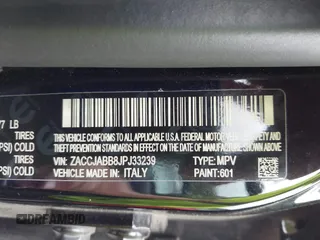 7 LB
TIRES
PSI) COLD
TIRES
PSI) COLD
THIS VEHICLE CONFORMS TO ALL APPLICABLE U.S.A. FEDERAL MOTOR VEHICLE SAFETY AND
THEFT PREVENTION STANDARDS IN EFFECT ON THE DATE OF MANUFACTURE SHOWN ABOVE.
VIN: ZACCJABB8JPJ33239 TYPE: MPV
VEHICLE MADE IN: ITALY PAINT: 601
DREAMBID